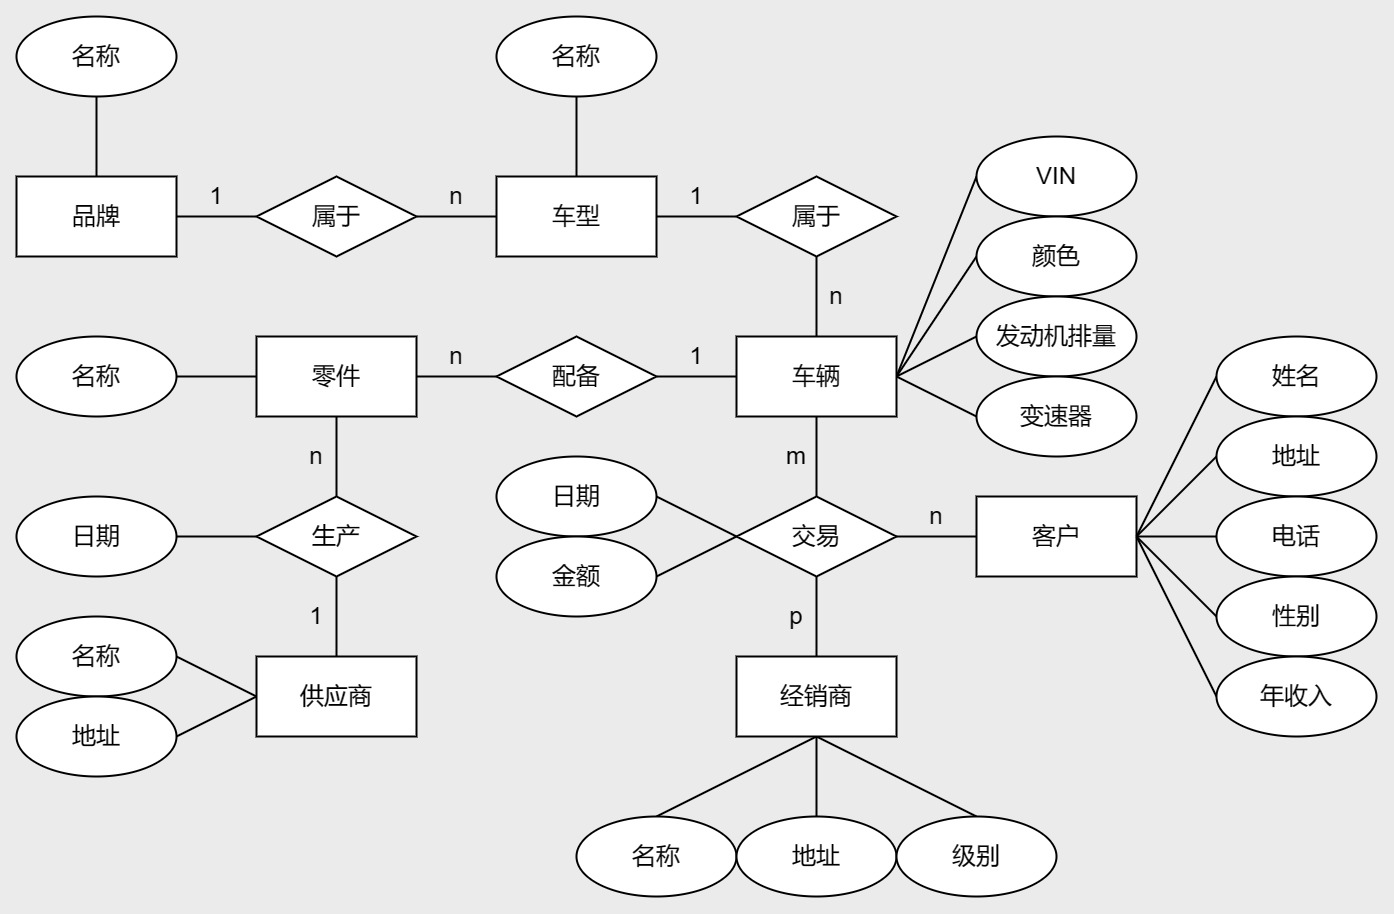 名称
名称
VIN
品牌
1
属于
n
车型
1
属于
颜色
n
发动机排量
名称
零件
n
配备
1
车辆
变速器
姓名
n
m
地址
日期
日期
生产
交易
n
客户
电话
金额
1
p
性别
名称
供应商
经销商
年收入
地址
名称
地址
级别